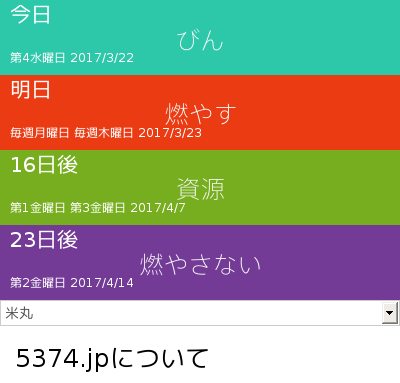 今日
びん
第4水曜日 2017/3/22
明日
燃やす
毎週月曜日 毎週木曜日 2017/3/23
16日後
資源
第1金曜日 第3金曜日 2017/4/7
23日後
燃やさない
第2金曜日 2017/4/14
米丸
5374.jpについて